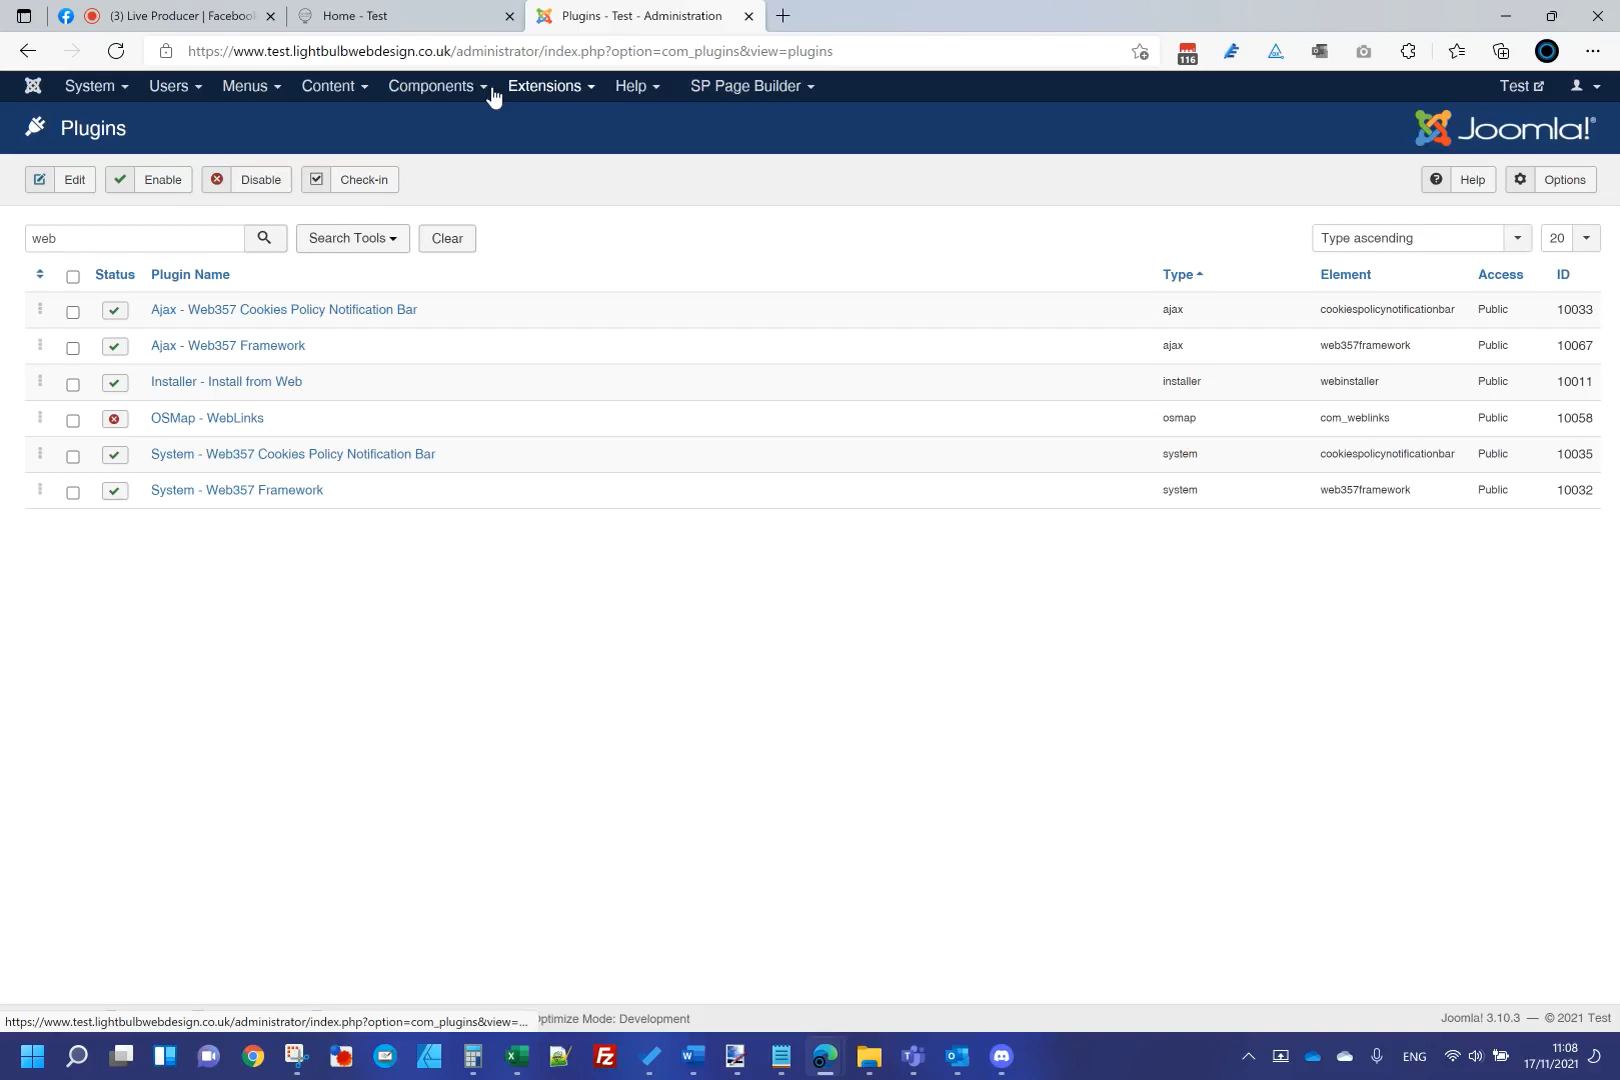 (3) Live Producer | Facebook
Home - Test
Plugins - Test - Administration
https://www.test.lightbulbwebdesign.co.uk/administrator/index.php?option=com_plugins&view=plugins
116
System Users Menus Content Components Extensions Help SP Page Builder Test
Plugins
Joomla!®
Edit Enable Disable Check-in Help Options
web Search Tools Clear Type ascending 20
Status Plugin Name Type Element Access ID
Ajax - Web357 Cookies Policy Notification Bar ajax cookiespolicynotificationbar Public 10033
Ajax - Web357 Framework ajax web357framework Public 10067
Installer - Install from Web installer webinstaller Public 10011
OSMap - WebLinks osmap com_weblinks Public 10058
System - Web357 Cookies Policy Notification Bar system cookiespolicynotificationbar Public 10035
System - Web357 Framework system web357framework Public 10032
https://www.test.lightbulbwebdesign.co.uk/administrator/index.php?option=com_plugins&view=... Optimize Mode: Development Joomla! 3.10.3 — © 2021 Test
ENG
11:08
17/11/2021